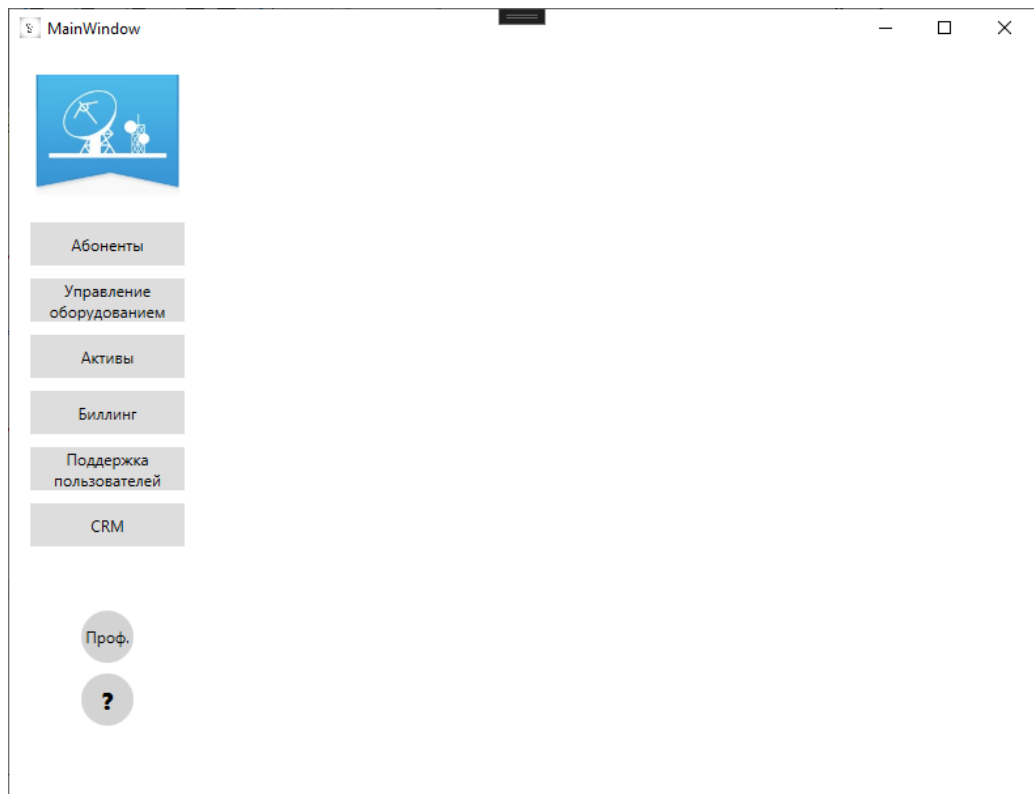 MainWindow
Абоненты
Управление
оборудованием
Активы
Биллинг
Поддержка
пользователей
CRM
Проф.
?